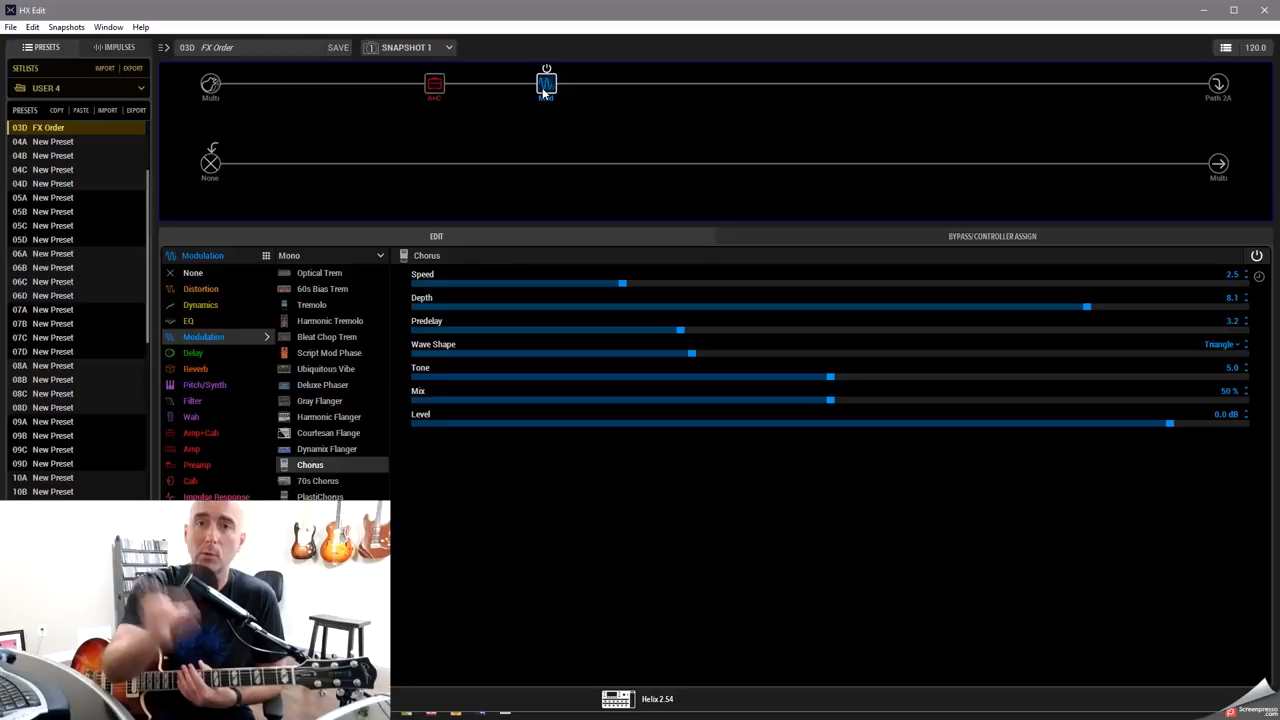 HX Edit
File Edit Snapshots Window Help
PRESETS IMPULSES
03D FX Order SAVE 1 SNAPSHOT 1 120.0
SETLISTS IMPORT EXPORT
USER 4
PRESETS COPY PASTE IMPORT EXPORT
03D FX Order
04A New Preset
04B New Preset
04C New Preset
04D New Preset
05A New Preset
05B New Preset
05C New Preset
05D New Preset
06A New Preset
06B New Preset
06C New Preset
06D New Preset
07A New Preset
07B New Preset
07C New Preset
07D New Preset
08A New Preset
08B New Preset
08C New Preset
08D New Preset
09A New Preset
09B New Preset
09C New Preset
09D New Preset
10A New Preset
10B New Preset
Multi A+C Mod Path 2A
None Multi
EDIT BYPASS/CONTROLLER ASSIGN
Modulation Mono
None
Distortion
Dynamics
EQ
Modulation
Delay
Reverb
Pitch/Synth
Filter
Wah
Amp+Cab
Amp
Preamp
Cab
Impulse Response
Optical Trem
60s Bias Trem
Tremolo
Harmonic Tremolo
Bleat Chop Trem
Script Mod Phase
Ubiquitous Vibe
Deluxe Phaser
Gray Flanger
Harmonic Flanger
Courtesan Flange
Dynamix Flanger
Chorus
70s Chorus
PlastiChorus
Chorus
Speed 2.5
Depth 8.1
Predelay 3.2
Wave Shape Triangle
Tone 5.0
Mix 50 %
Level 0.0 dB
Helix 2.54
Screenpresso
.com